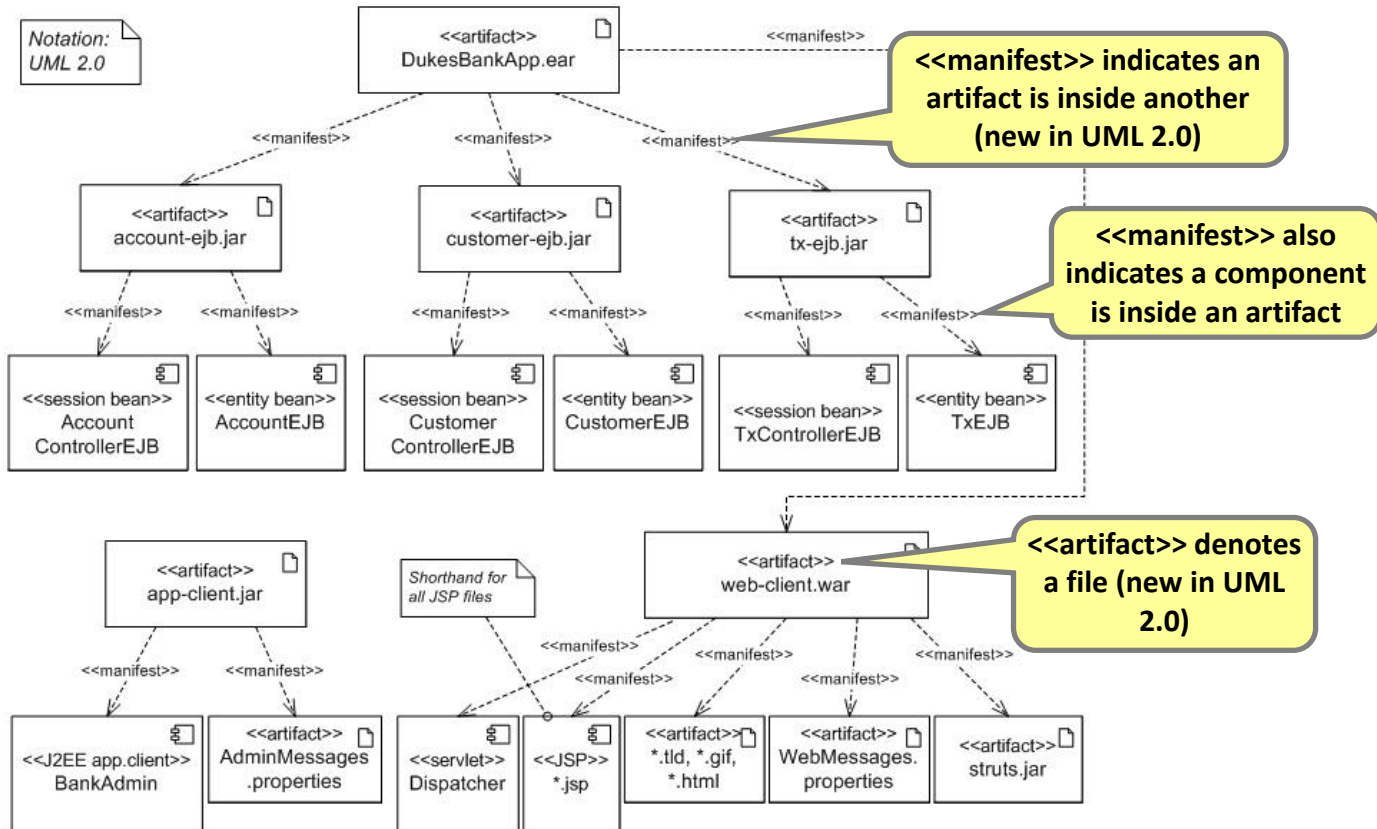 Notation:
UML 2.0
<<artifact>>
DukesBankApp.ear
<<manifest>>
<<manifest>> indicates an
artifact is inside another
(new in UML 2.0)
<<manifest>>
<<manifest>>
<<manifest>>
<<artifact>>
account-ejb.jar
<<artifact>>
customer-ejb.jar
<<artifact>>
tx-ejb.jar
<<manifest>> also
indicates a component
is inside an artifact
<<manifest>>
<<manifest>>
<<manifest>>
<<manifest>>
<<manifest>>
<<manifest>>
<<session bean>>
Account
ControllerEJB
<<entity bean>>
AccountEJB
<<session bean>>
Customer
ControllerEJB
<<entity bean>>
CustomerEJB
<<session bean>>
TxControllerEJB
<<entity bean>>
TxEJB
<<artifact>>
app-client.jar
Shorthand for
all JSP files
<<artifact>>
web-client.war
<<artifact>> denotes
a file (new in UML
2.0)
<<manifest>>
<<manifest>>
<<manifest>>
<<manifest>>
<<manifest>>
<<manifest>>
<<manifest>>
<<J2EE app.client>>
BankAdmin
<<artifact>>
AdminMessages
.properties
<<servlet>>
Dispatcher
<<JSP>>
*.jsp
<<artifact>>
*.tld, *.gif,
*.html
<<artifact>>
WebMessages.
properties
<<artifact>>
struts.jar